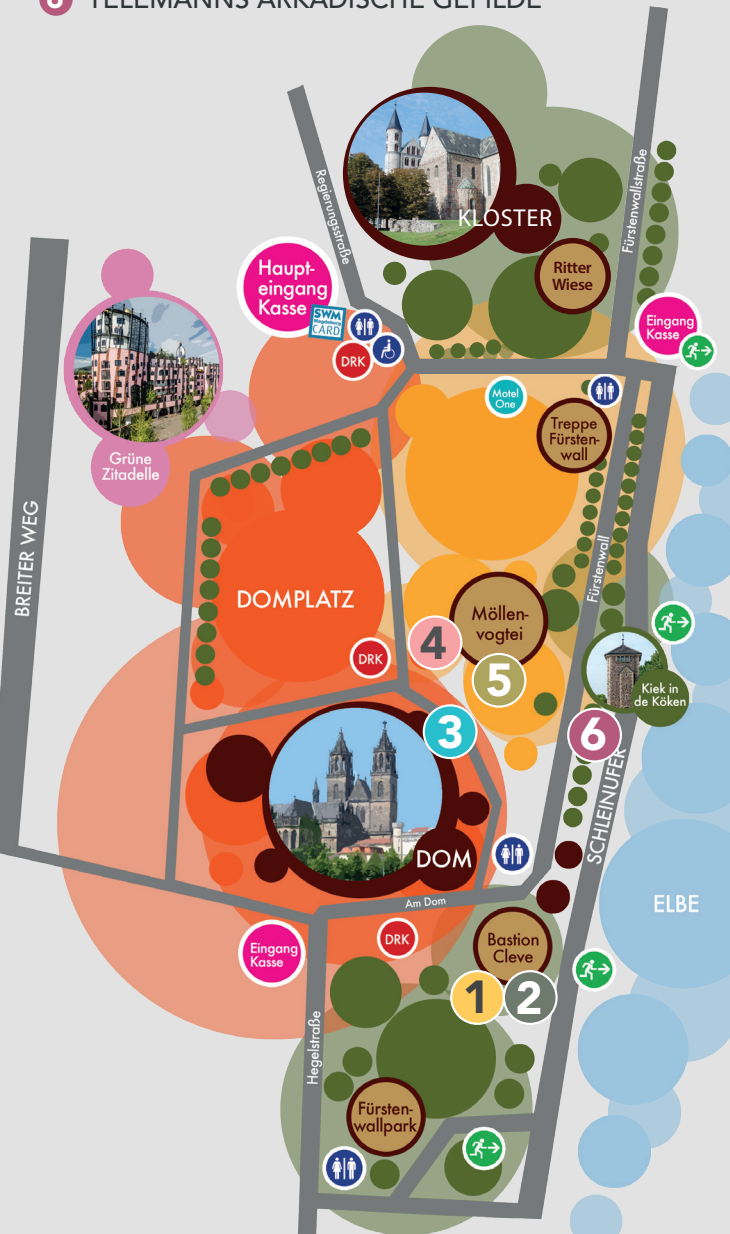 6 TELEMANNS ARKADISCHE GEFILDE
Regierungsstraße
KLOSTER
Fürstenwallstraße
Ritter
Wiese
Haupt-
eingang
Kasse
SWM
Magdeburg
CARD
DRK
Eingang
Kasse
Motel
One
Treppe
Fürsten-
wall
Grüne
Zitadelle
BREITER WEG
DOMPLATZ
Fürstenwall
Möllen-
vogtei
4
DRK
5
Kiek in
de Köken
3
6
SCHLEINUFER
DOM
ELBE
Am Dom
DRK
Eingang
Kasse
Bastion
Cleve
1
2
Hegelstraße
Fürsten-
wallpark